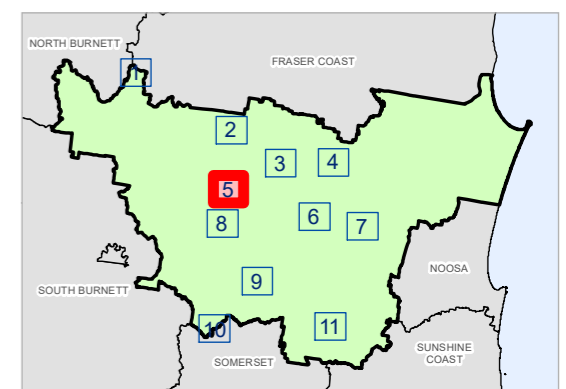 NORTH BURNETT
FRASER COAST
1
2
3
4
5
6
8
7
NOOSA
9
SOUTH BURNETT
10
11
SUNSHINE
COAST
SOMERSET